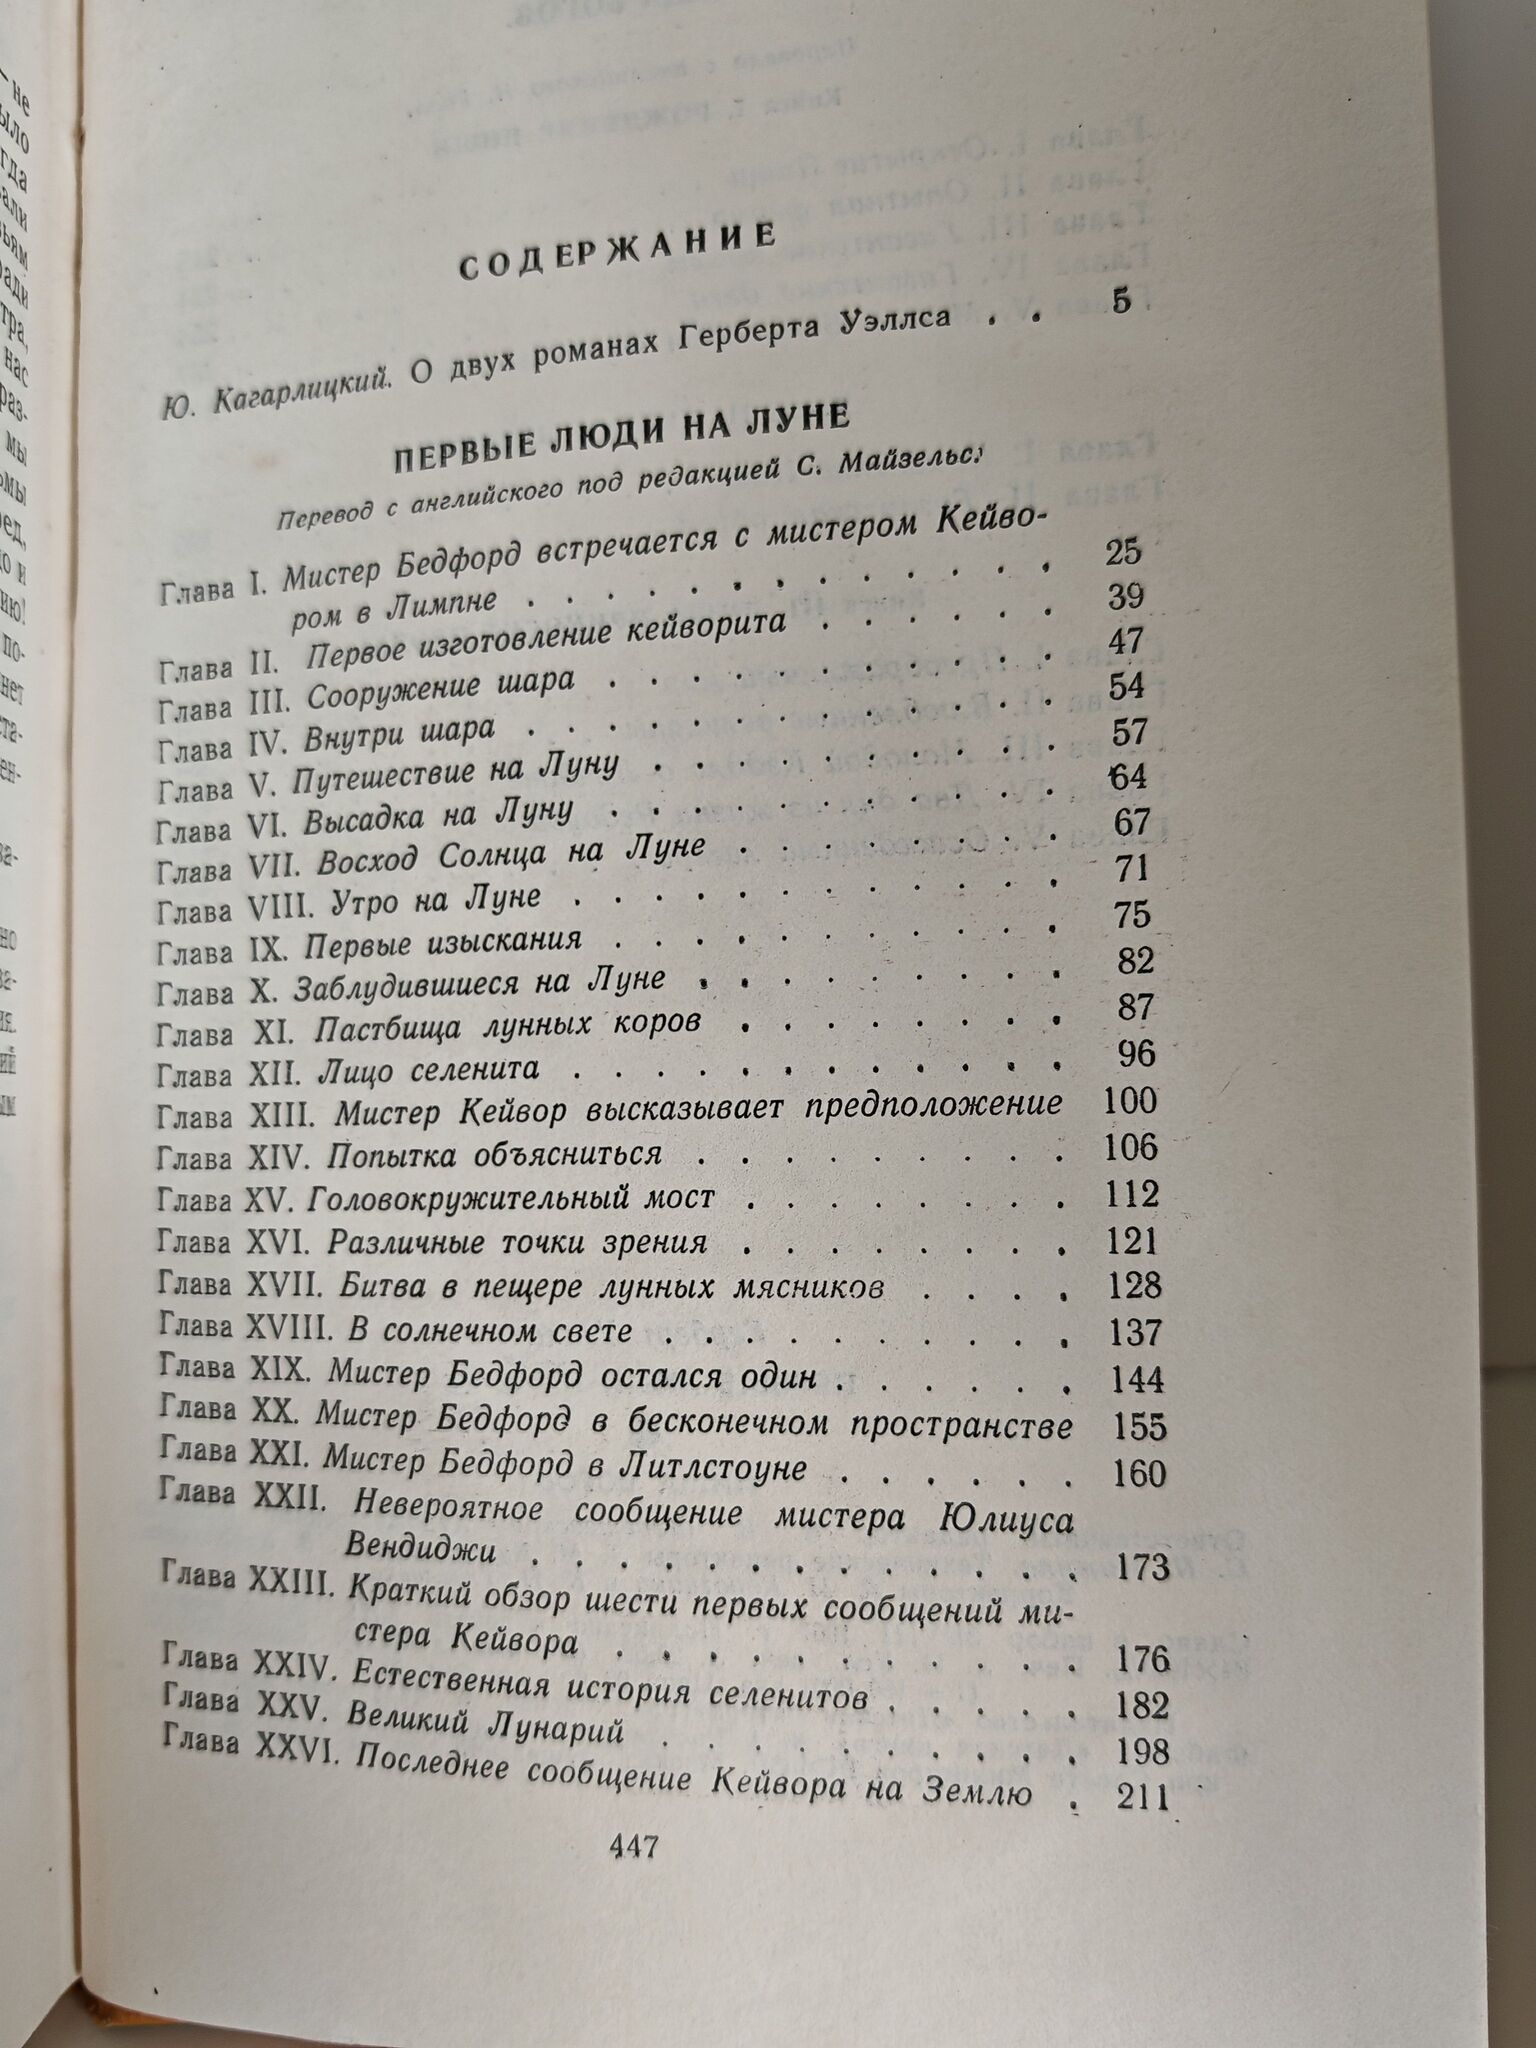 СОДЕРЖАНИЕ
Ю. Кагарлицкий. О двух романах Герберта Уэллса . . 5
ПЕРВЫЕ ЛЮДИ НА ЛУНЕ
Перевод с английского под редакцией С. Майзельс
Глава I. Мистер Бедфорд встречается с мистером Кейво-
ром в Лимпне . . . . . . . . . . . . . 25
Глава II. Первое изготовление кейворита . . . . . . 39
Глава III. Сооружение шара . . . . . . . . . . . 47
Глава IV. Внутри шара . . . . . . . . . . . . . 54
Глава V. Путешествие на Луну . . . . . . . . . . 57
Глава VI. Высадка на Луну . . . . . . . . . . . 64
Глава VII. Восход Солнца на Луне . . . . . . . . 67
Глава VIII. Утро на Луне . . . . . . . . . . . . 71
Глава IX. Первые изыскания . . . . . . . . . . . 75
Глава X. Заблудившиеся на Луне . . . . . . . . . 82
Глава XI. Пастбища лунных коров . . . . . . . . 87
Глава XII. Лицо селенита . . . . . . . . . . . . 96
Глава XIII. Мистер Кейвор высказывает предположение 100
Глава XIV. Попытка объясниться . . . . . . . . . 106
Глава XV. Головокружительный мост . . . . . . . . 112
Глава XVI. Различные точки зрения . . . . . . . . 121
Глава XVII. Битва в пещере лунных мясников . . . . 128
Глава XVIII. В солнечном свете . . . . . . . . . . 137
Глава XIX. Мистер Бедфорд остался один . . . . . . 144
Глава XX. Мистер Бедфорд в бесконечном пространстве 155
Глава XXI. Мистер Бедфорд в Литлстоуне . . . . . . 160
Глава XXII. Невероятное сообщение мистера Юлиуса
Вендиджи . . . . . . . . . . . . . 173
Глава XXIII. Краткий обзор шести первых сообщений ми-
стера Кейвора . . . . . . . . . . . 176
Глава XXIV. Естественная история селенитов . . . . . 182
Глава XXV. Великий Лунарий . . . . . . . . . . 198
Глава XXVI. Последнее сообщение Кейвора на Землю . 211
447